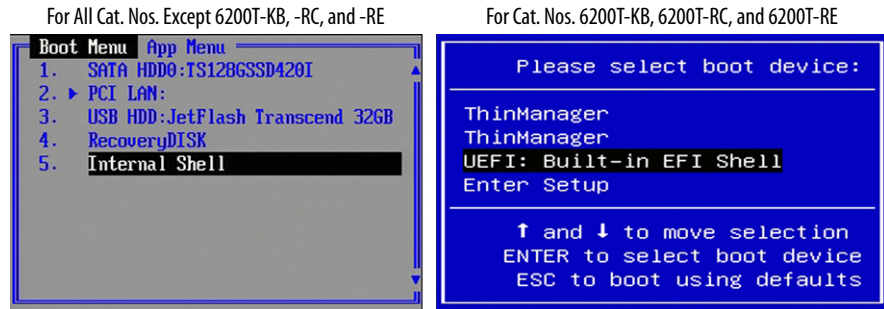 For All Cat. Nos. Except 6200T-KB, -RC, and -RE
Boot Menu App Menu
1. SATA HDD0:TS128GSSD420I
2. ▶ PCI LAN:
3. USB HDD:JetFlash Transcend 32GB
4. RecoveryDISK
5. Internal Shell
For Cat. Nos. 6200T-KB, 6200T-RC, and 6200T-RE
Please select boot device:
ThinManager
ThinManager
UEFI: Built-in EFI Shell
Enter Setup
↑ and ↓ to move selection
ENTER to select boot device
ESC to boot using defaults